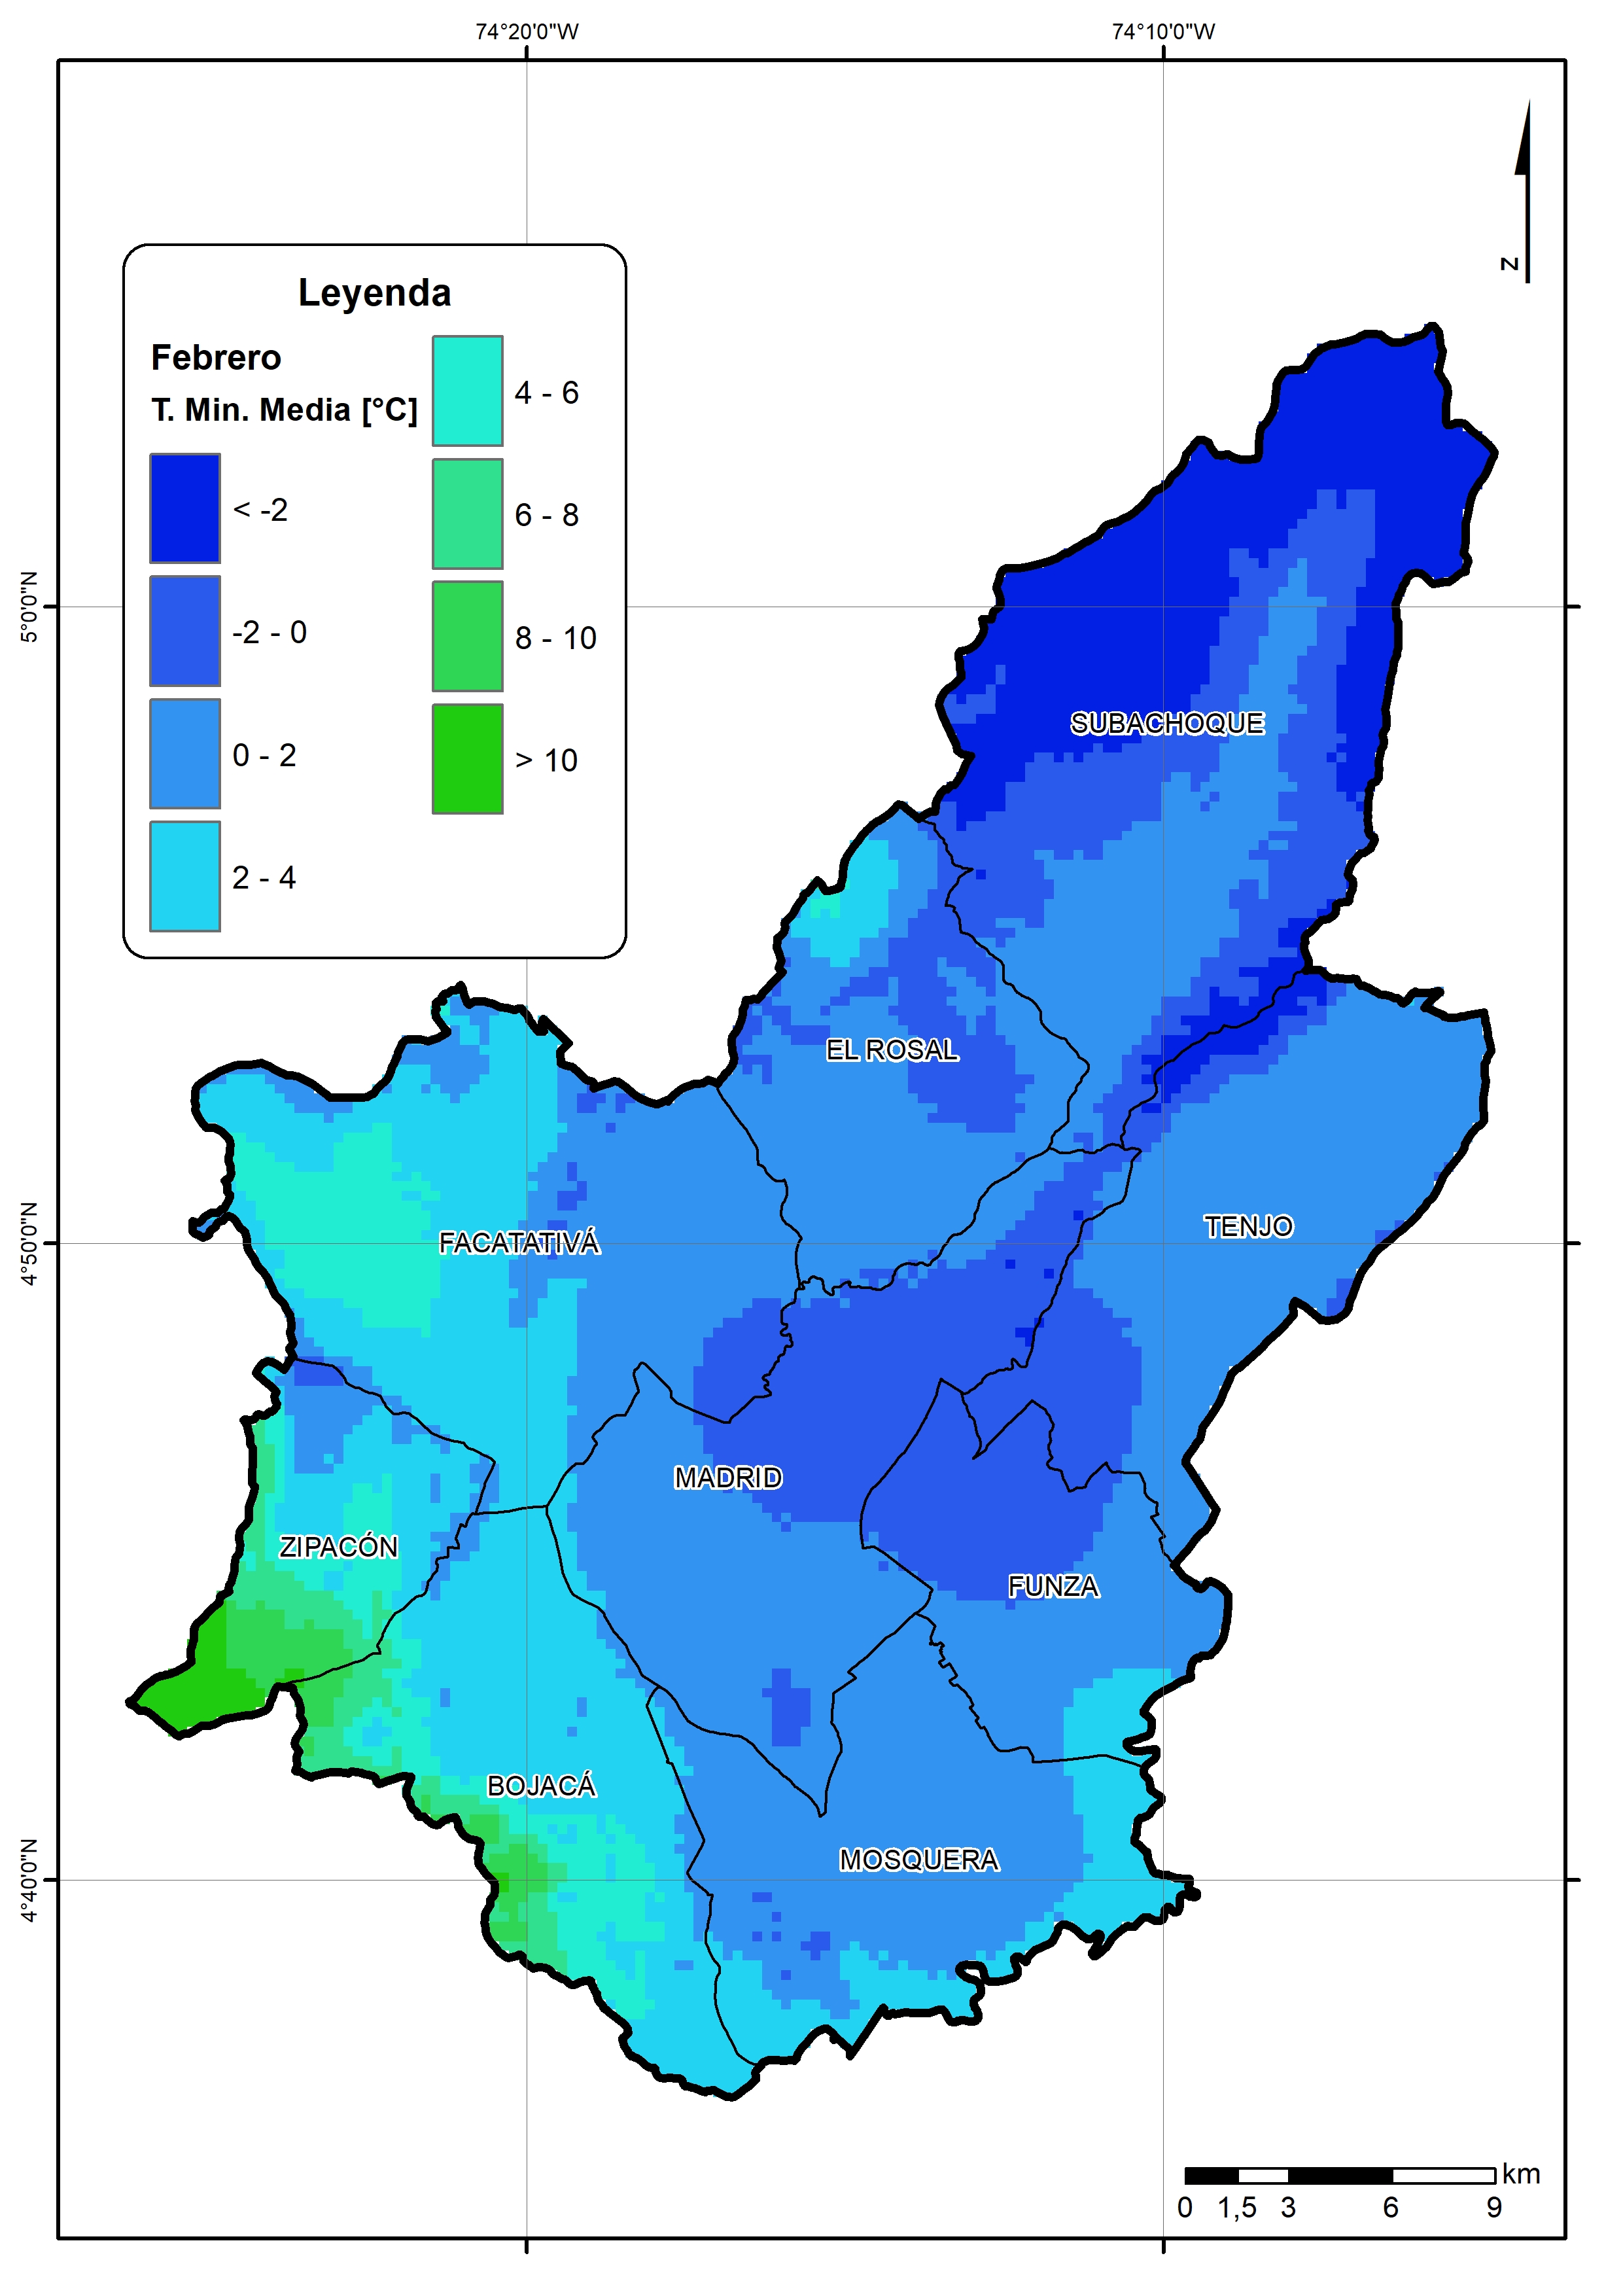 74°20'0"W
74°10'0"W
N
Leyenda
Febrero
T. Min. Media [°C]
< -2
-2 - 0
0 - 2
2 - 4
4 - 6
6 - 8
8 - 10
> 10
5°0'0"N
4°50'0"N
4°40'0"N
SUBACHOQUE
EL ROSAL
TENJO
FACATATIVÁ
MADRID
ZIPACÓN
FUNZA
BOJACÁ
MOSQUERA
km
0 1,5 3 6 9